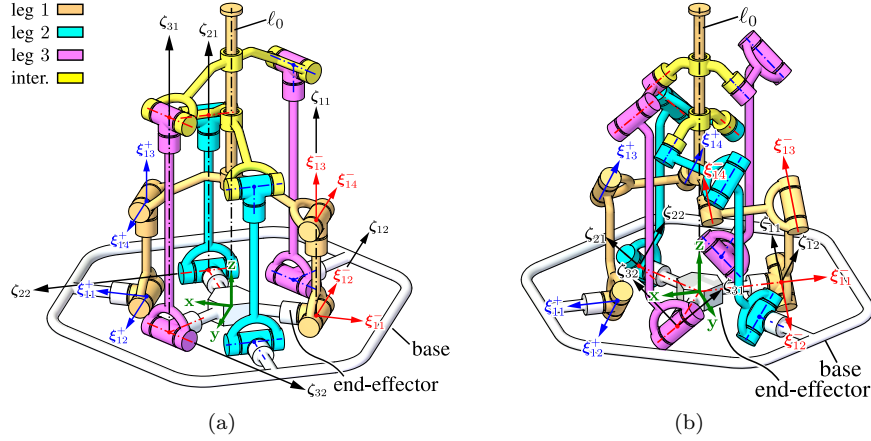 leg 1
leg 2
leg 3
inter.
ζ31
ζ21
ℓ0
ζ11
ξ13+
ξ13−
ξ14−
ξ14+
ζ12
ζ22
ξ11+
ξ12−
z
x
y
ξ12+
ξ11−
base
end-effector
ζ32
(a)
ℓ0
ξ13−
ξ14+
ξ13+
ξ14−
ζ22
ζ11
ζ21
ζ12
z
ζ32
ζ31
ξ11−
x
ξ11+
y
ξ12+
ξ12−
base
end-effector
(b)